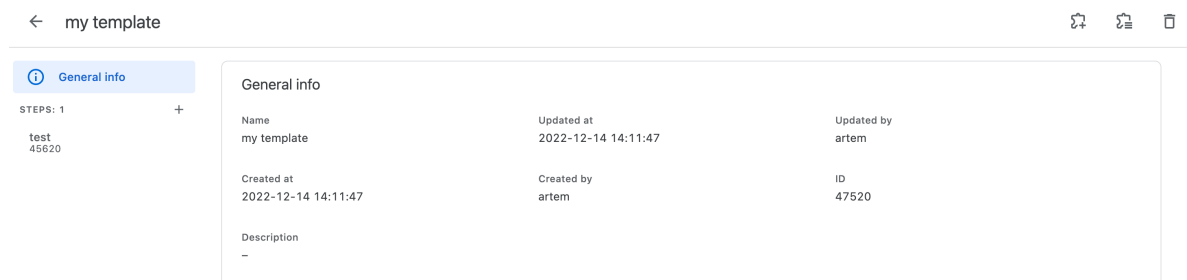 my template
General info
STEPS: 1
test
45620
General info
Name
my template
Updated at
2022-12-14 14:11:47
Updated by
artem
Created at
2022-12-14 14:11:47
Created by
artem
ID
47520
Description
–